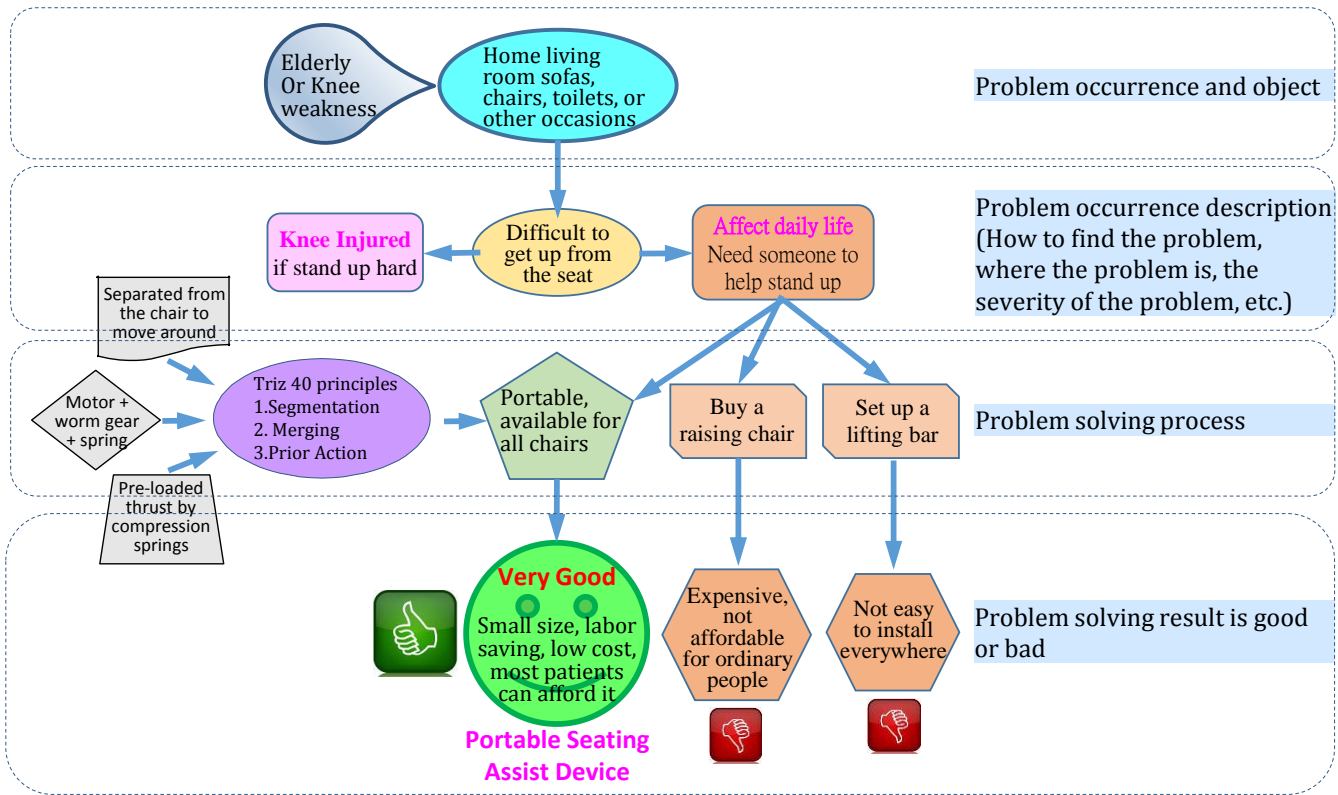 Elderly
Or Knee
weakness
Home living
room sofas,
chairs, toilets, or
other occasions
Problem occurrence and object
Knee Injured
if stand up hard
Difficult to
get up from
the seat
Affect daily life
Need someone to
help stand up
Problem occurrence description
(How to find the problem,
where the problem is, the
severity of the problem, etc.)
Separated from
the chair to
move around
Motor +
worm gear
+ spring
Pre-loaded
thrust by
compression
springs
Triz 40 principles
1.Segmentation
2. Merging
3.Prior Action
Portable,
available for
all chairs
Buy a
raising chair
Set up a
lifting bar
Problem solving process
Very Good
Small size, labor
saving, low cost,
most patients
can afford it
Portable Seating
Assist Device
Expensive,
not
affordable
for ordinary
people
Not easy
to install
everywhere
Problem solving result is good
or bad